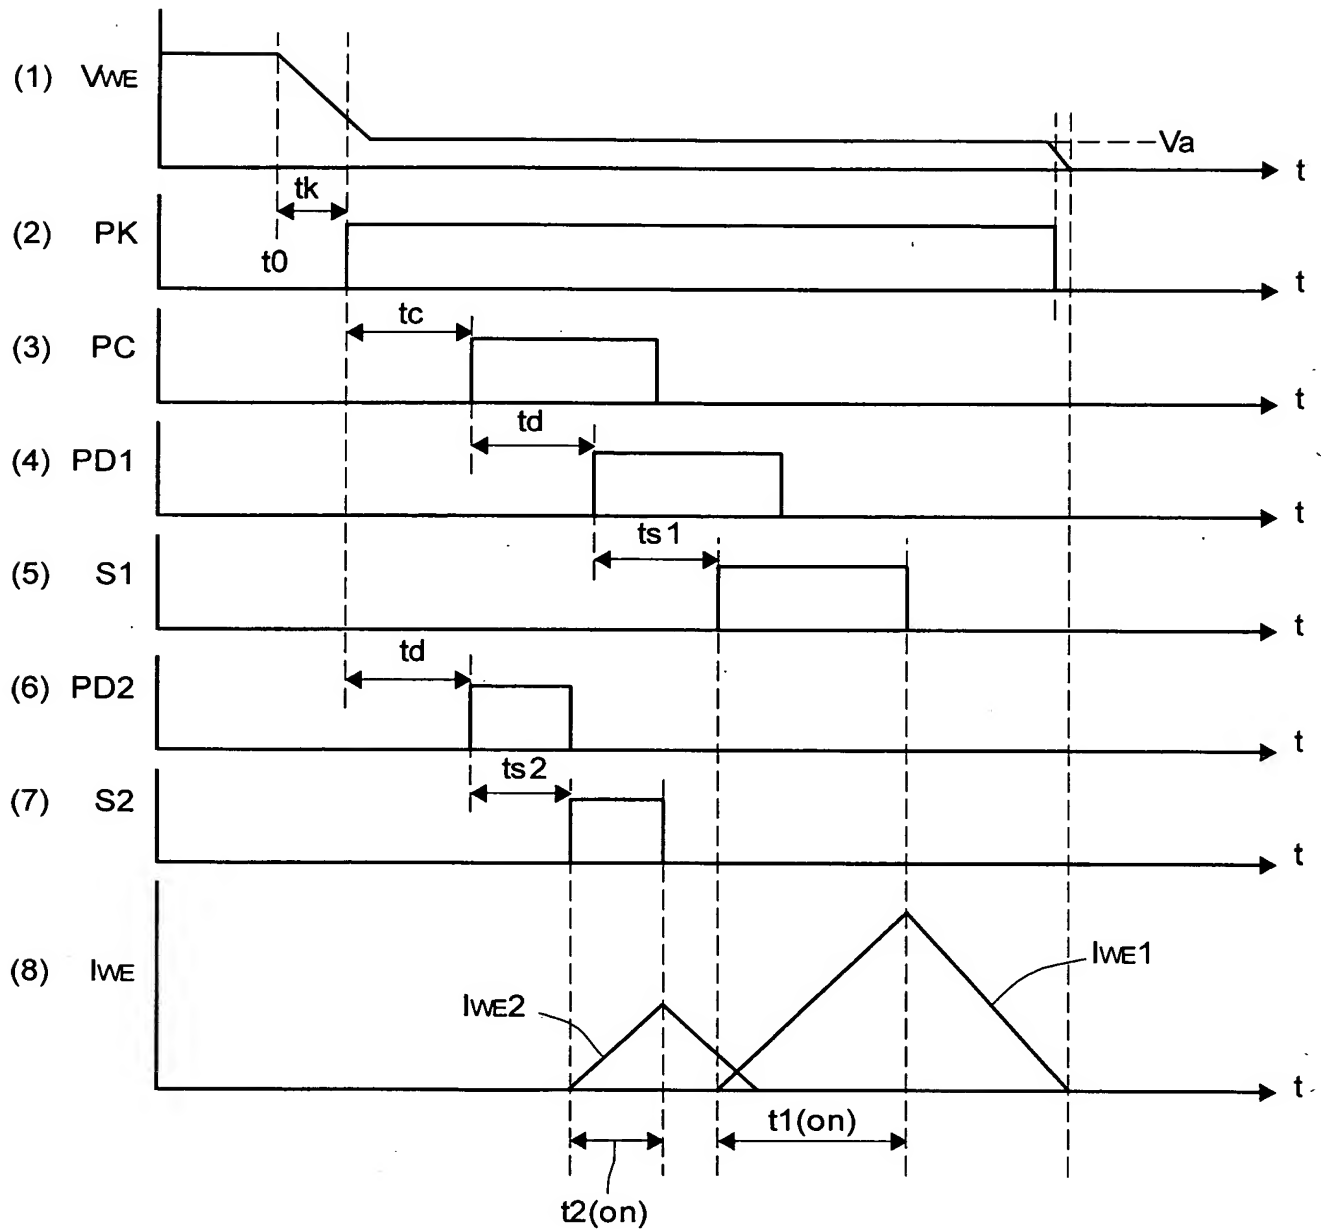 (1) VWE
Va
t
tk
(2) PK
t0
t
tc
(3) PC
t
td
(4) PD1
t
ts1
(5) S1
t
td
(6) PD2
t
ts2
(7) S2
t
(8) IWE
IWE1
IWE2
t
t1(on)
t2(on)